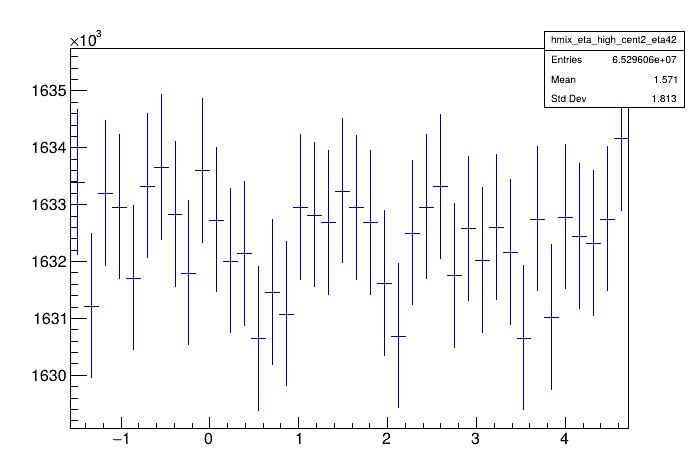 ×10³
hmix_eta_high_cent2_eta42
Entries 6.529606e+07
Mean 1.571
Std Dev 1.813
1635
1634
1633
1632
1631
1630
−1 0 1 2 3 4